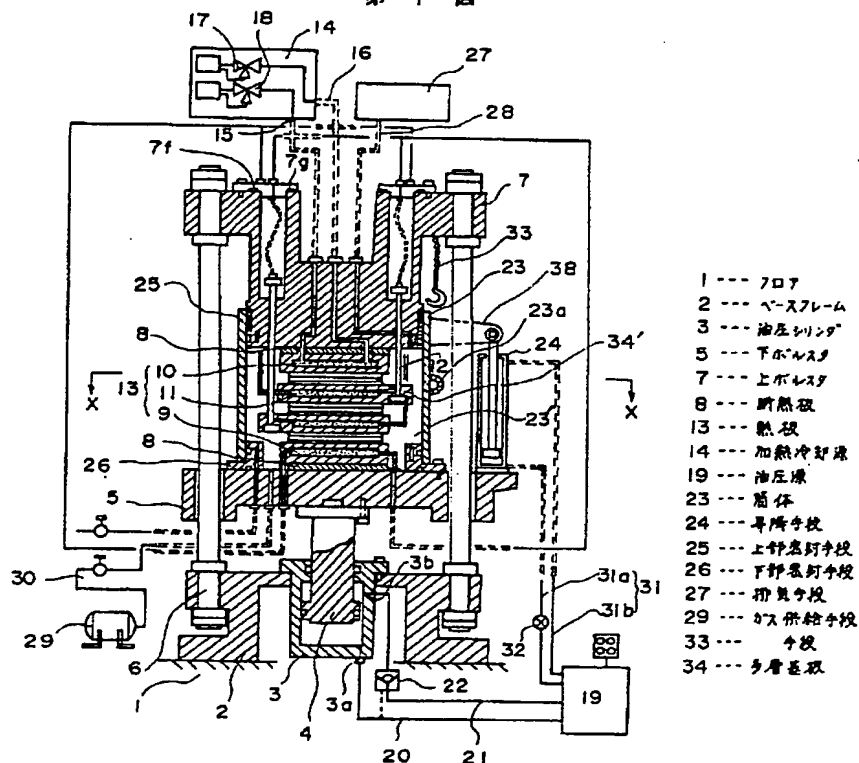 第 十 図
17
18
14
16
27
15
28
7f
7g
7
33
25
23
38
8
23a
24
10
34'
12
13
11
X
X
9
23
8
26
5
3b
31a
31
30
31b
32
29
6
3
22
19
3a
1
2
4
20
21
1 --- フロア
2 --- ベースフレーム
3 --- 油圧シリンダ
5 --- 下ボルスタ
7 --- 上ボルスタ
8 --- 断熱板
13 --- 熱板
14 --- 加熱冷却源
19 --- 油圧源
23 --- 筒体
24 --- 昇降手段
25 --- 上部密封手段
26 --- 下部密封手段
27 --- 排気手段
29 --- ガス供給手段
33 --- 手段
34 --- 多層基板